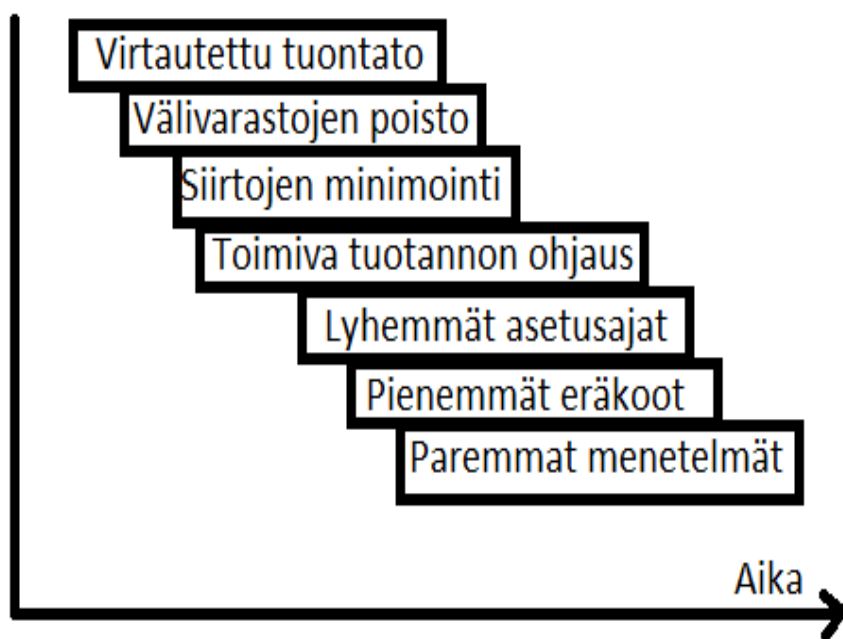 Virtautettu tuontato
Välivarastojen poisto
Siirtojen minimointi
Toimiva tuotannon ohjaus
Lyhemmät asetusajat
Pienemmät eräkoot
Paremmat menetelmät
Aika